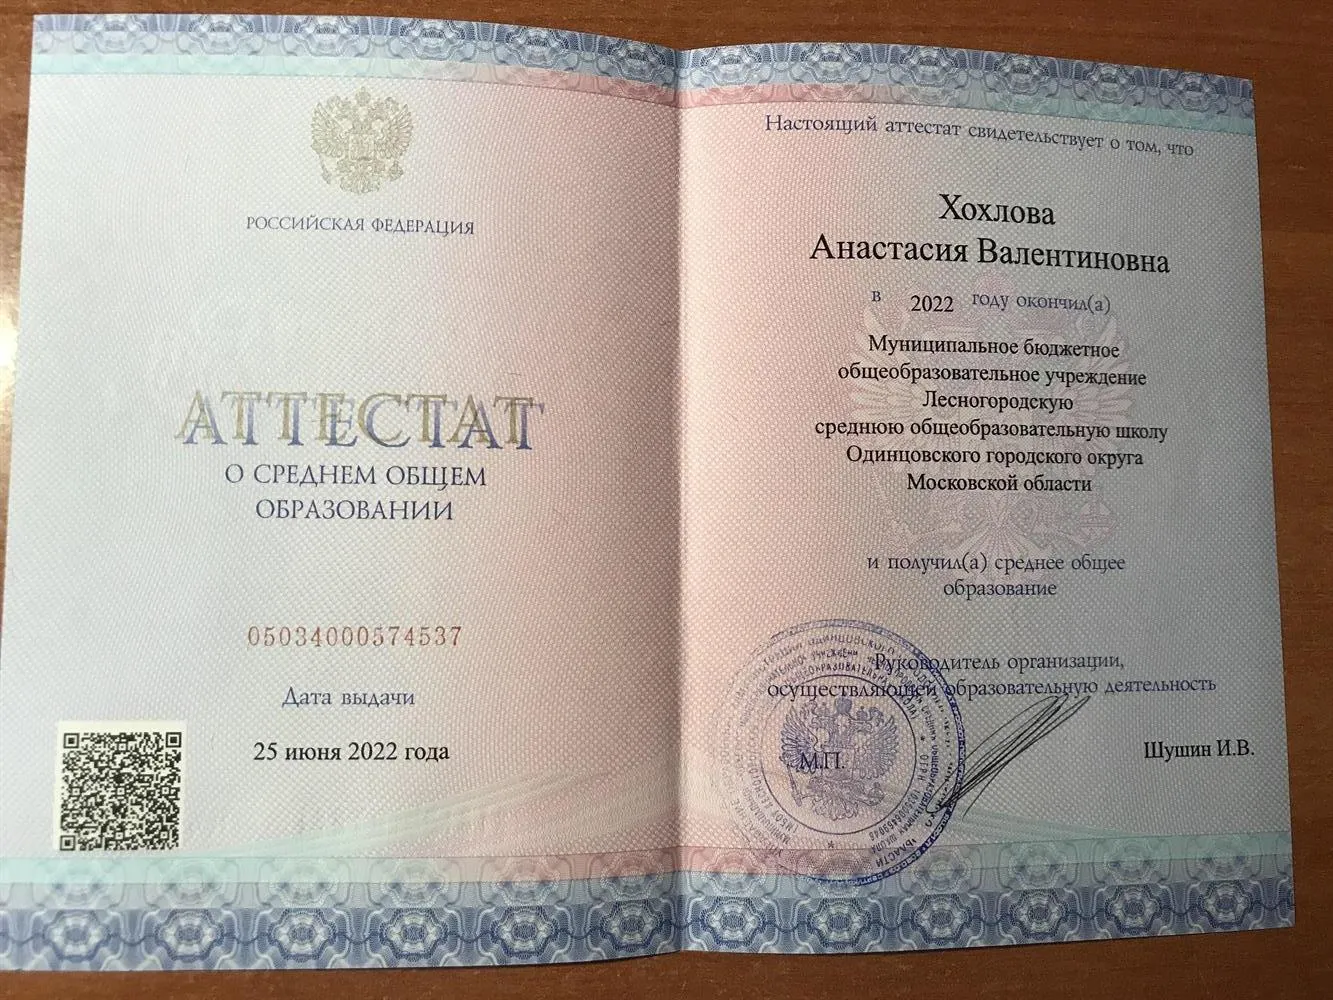 РОССИЙСКАЯ ФЕДЕРАЦИЯ
АТТЕСТАТ
О СРЕДНЕМ ОБЩЕМ
ОБРАЗОВАНИИ
05034000574537
Дата выдачи
25 июня 2022 года
Настоящий аттестат свидетельствует о том, что
Хохлова
Анастасия Валентиновна
в 2022 году окончил(а)
Муниципальное бюджетное
общеобразовательное учреждение
Лесногородскую
среднюю общеобразовательную школу
Одинцовского городского округа
Московской области
и получил(а) среднее общее
образование
Руководитель организации,
осуществляющей образовательную деятельность
М.П.
Шушин И.В.